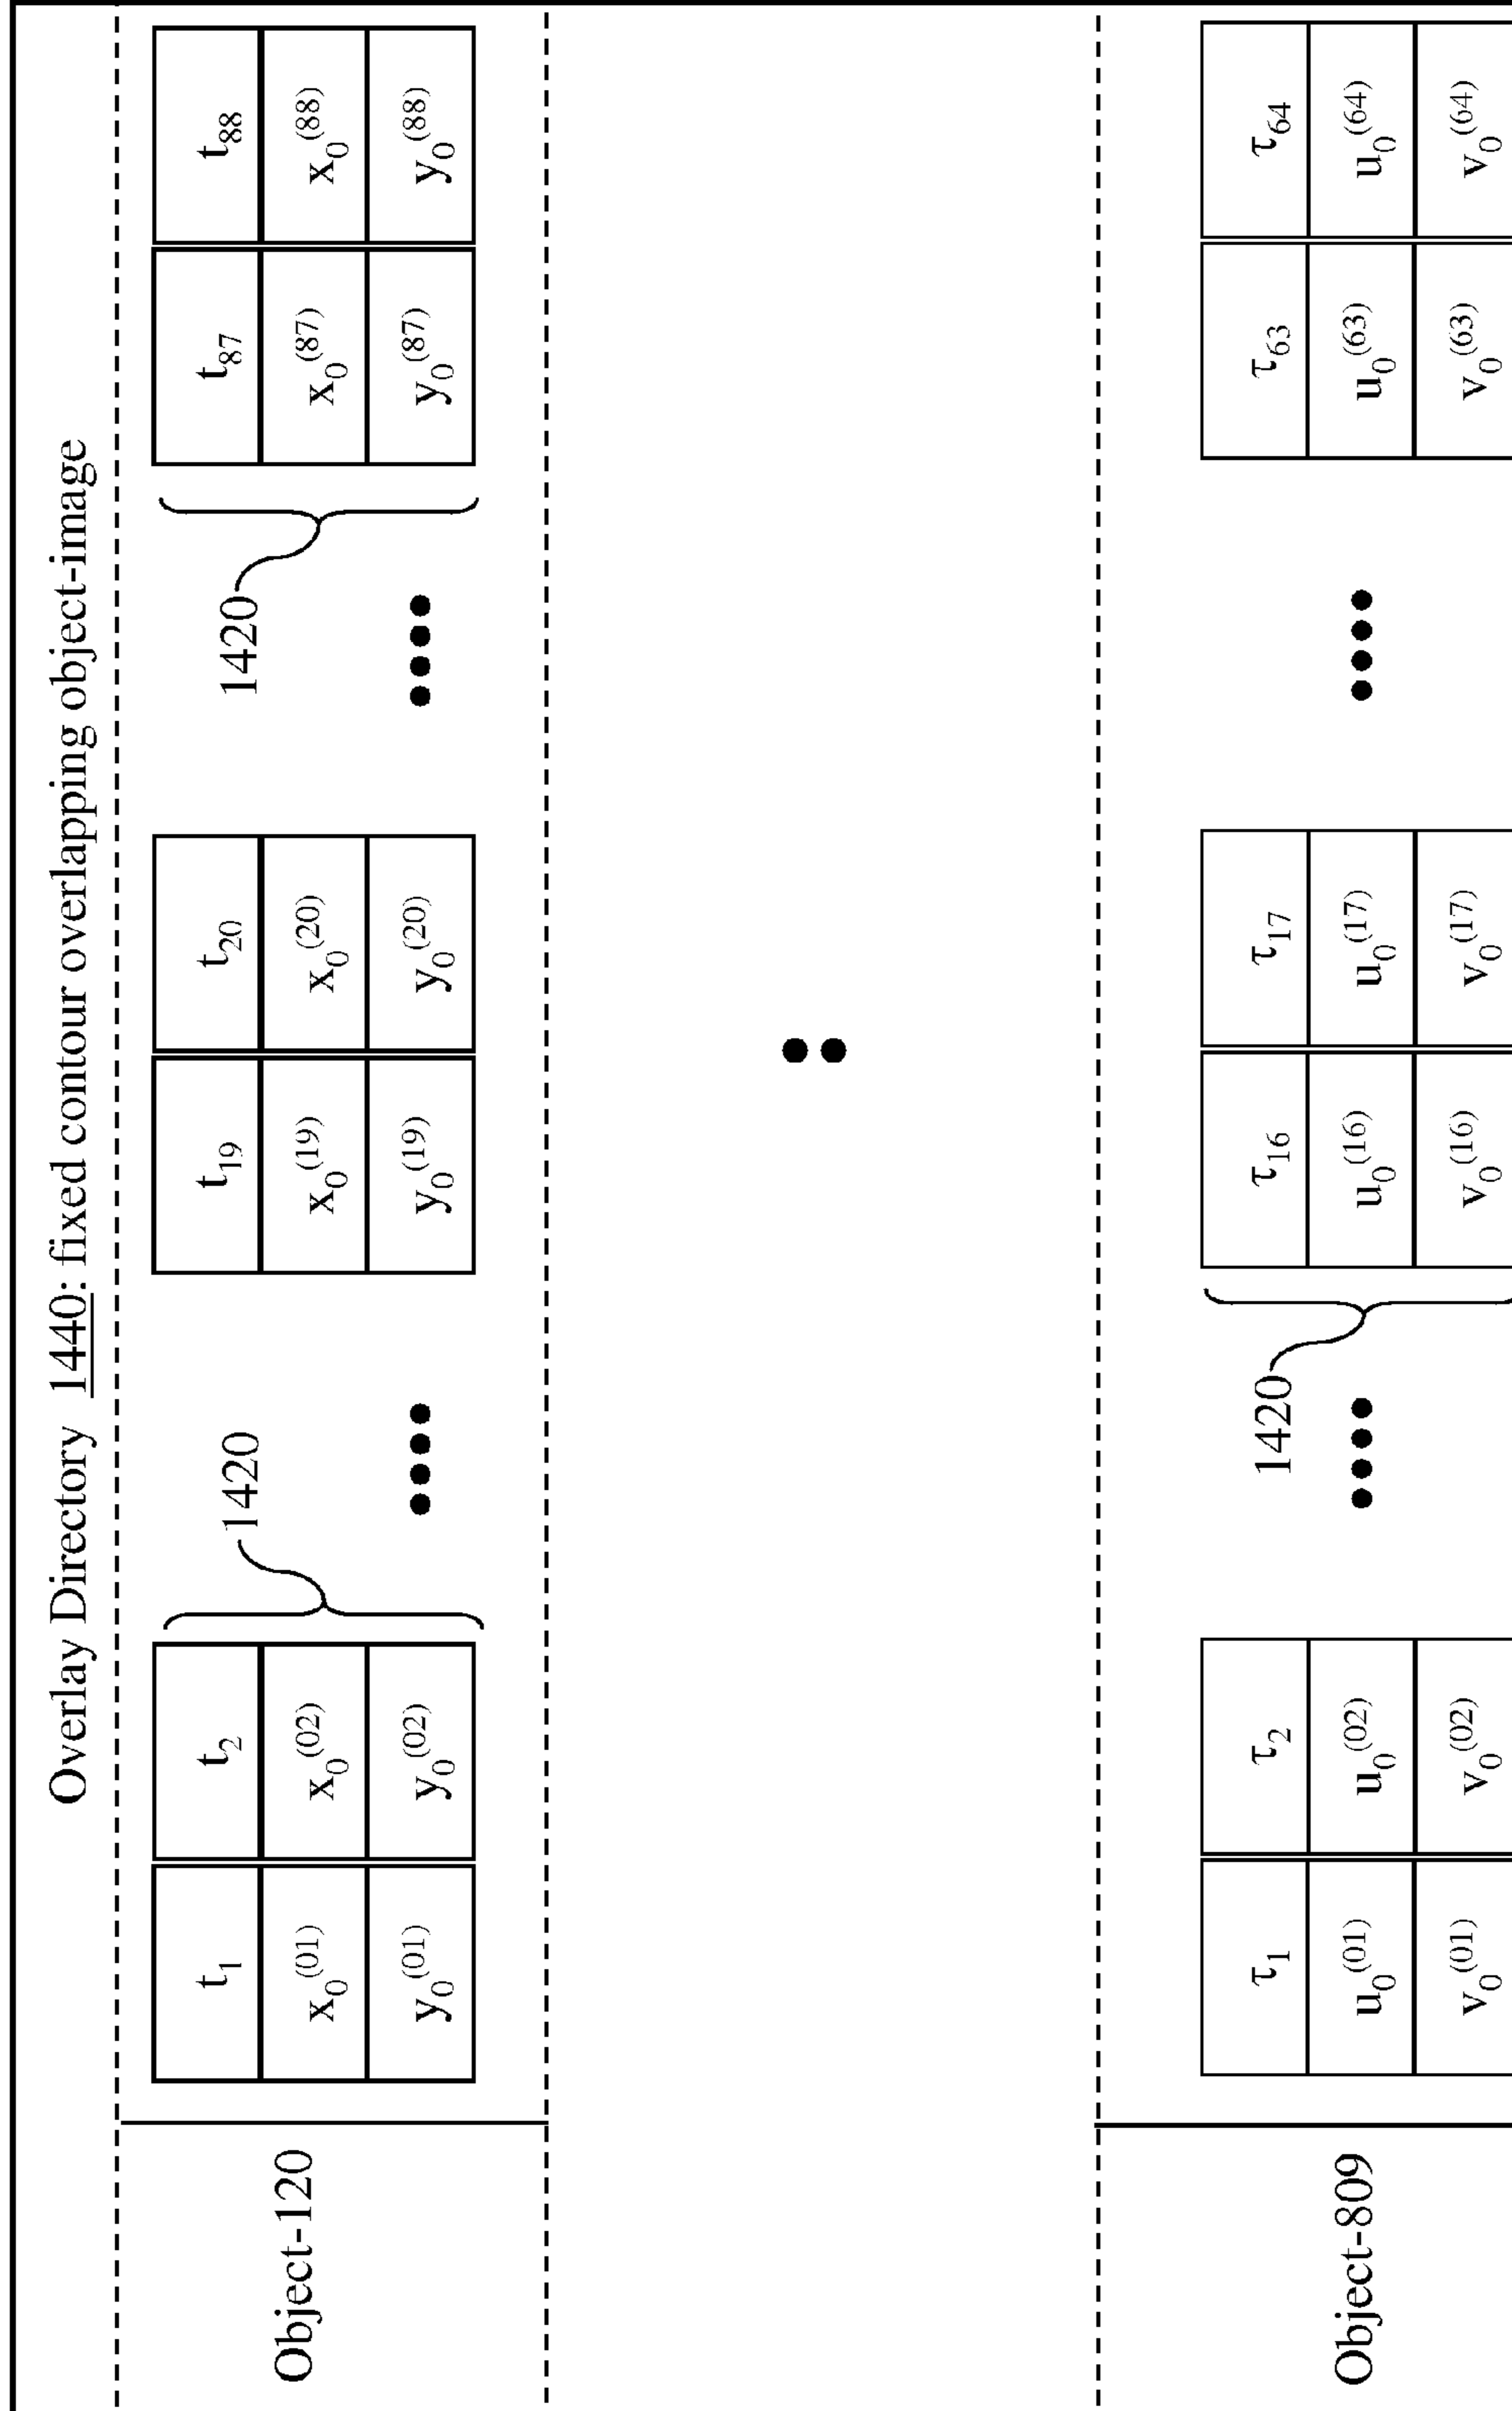 Overlay Directory 1440: fixed contour overlapping object-image
Object-120
t₁ t₂ 1420 t₁₉ t₂₀ 1420 t₈₇ t₈₈
x₀⁽⁰¹⁾ x₀⁽⁰²⁾ x₀⁽¹⁹⁾ x₀⁽²⁰⁾ x₀⁽⁸⁷⁾ x₀⁽⁸⁸⁾
y₀⁽⁰¹⁾ y₀⁽⁰²⁾ •••• y₀⁽¹⁹⁾ y₀⁽²⁰⁾ •••• y₀⁽⁸⁷⁾ y₀⁽⁸⁸⁾
Object-809
τ₁ τ₂ 1420 τ₁₆ τ₁₇ τ₆₃ τ₆₄
u₀⁽⁰¹⁾ u₀⁽⁰²⁾ •••• u₀⁽¹⁶⁾ u₀⁽¹⁷⁾ •••• u₀⁽⁶³⁾ u₀⁽⁶⁴⁾
v₀⁽⁰¹⁾ v₀⁽⁰²⁾ v₀⁽¹⁶⁾ v₀⁽¹⁷⁾ v₀⁽⁶³⁾ v₀⁽⁶⁴⁾